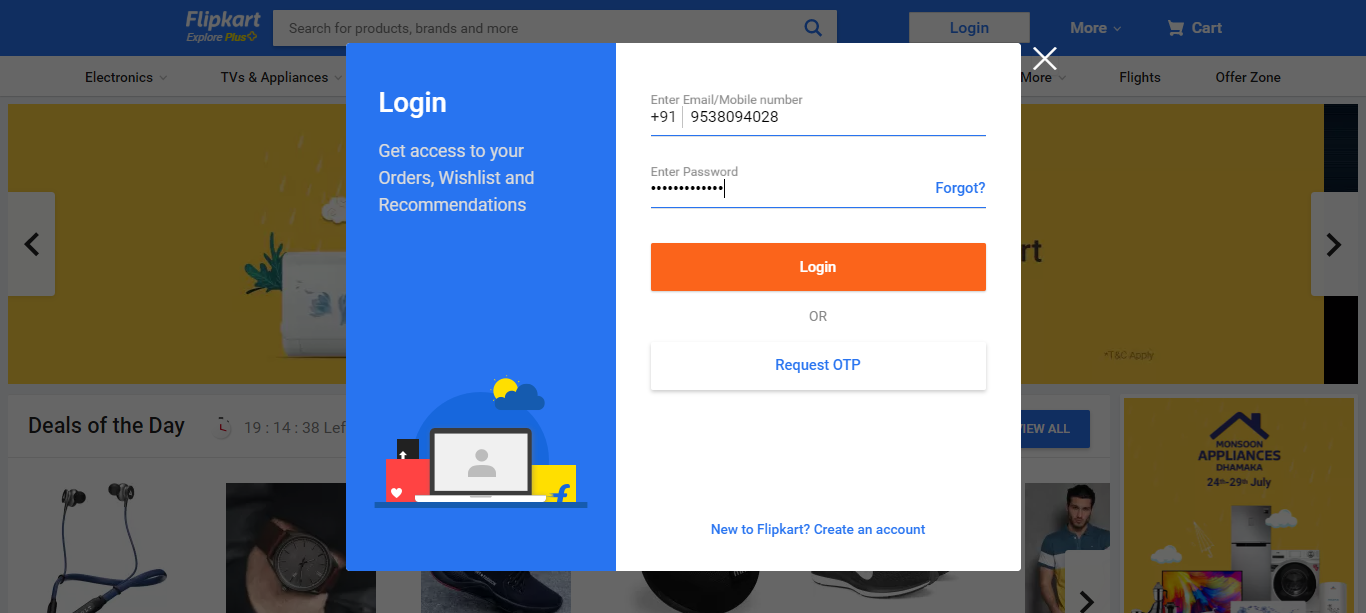 Flipkart
Explore Plus
Search for products, brands and more
Login
More
Cart
Electronics
TVs & Appliances
More
Flights
Offer Zone
Login
Get access to your
Orders, Wishlist and
Recommendations
Enter Email/Mobile number
+91 9538094028
Enter Password
•••••••••••••
Forgot?
Login
OR
Request OTP
New to Flipkart? Create an account
*T&C Apply
Deals of the Day
19 : 14 : 38 Lef
VIEW ALL
MONSOON
APPLIANCES
DHAMAKA
24th-29th July